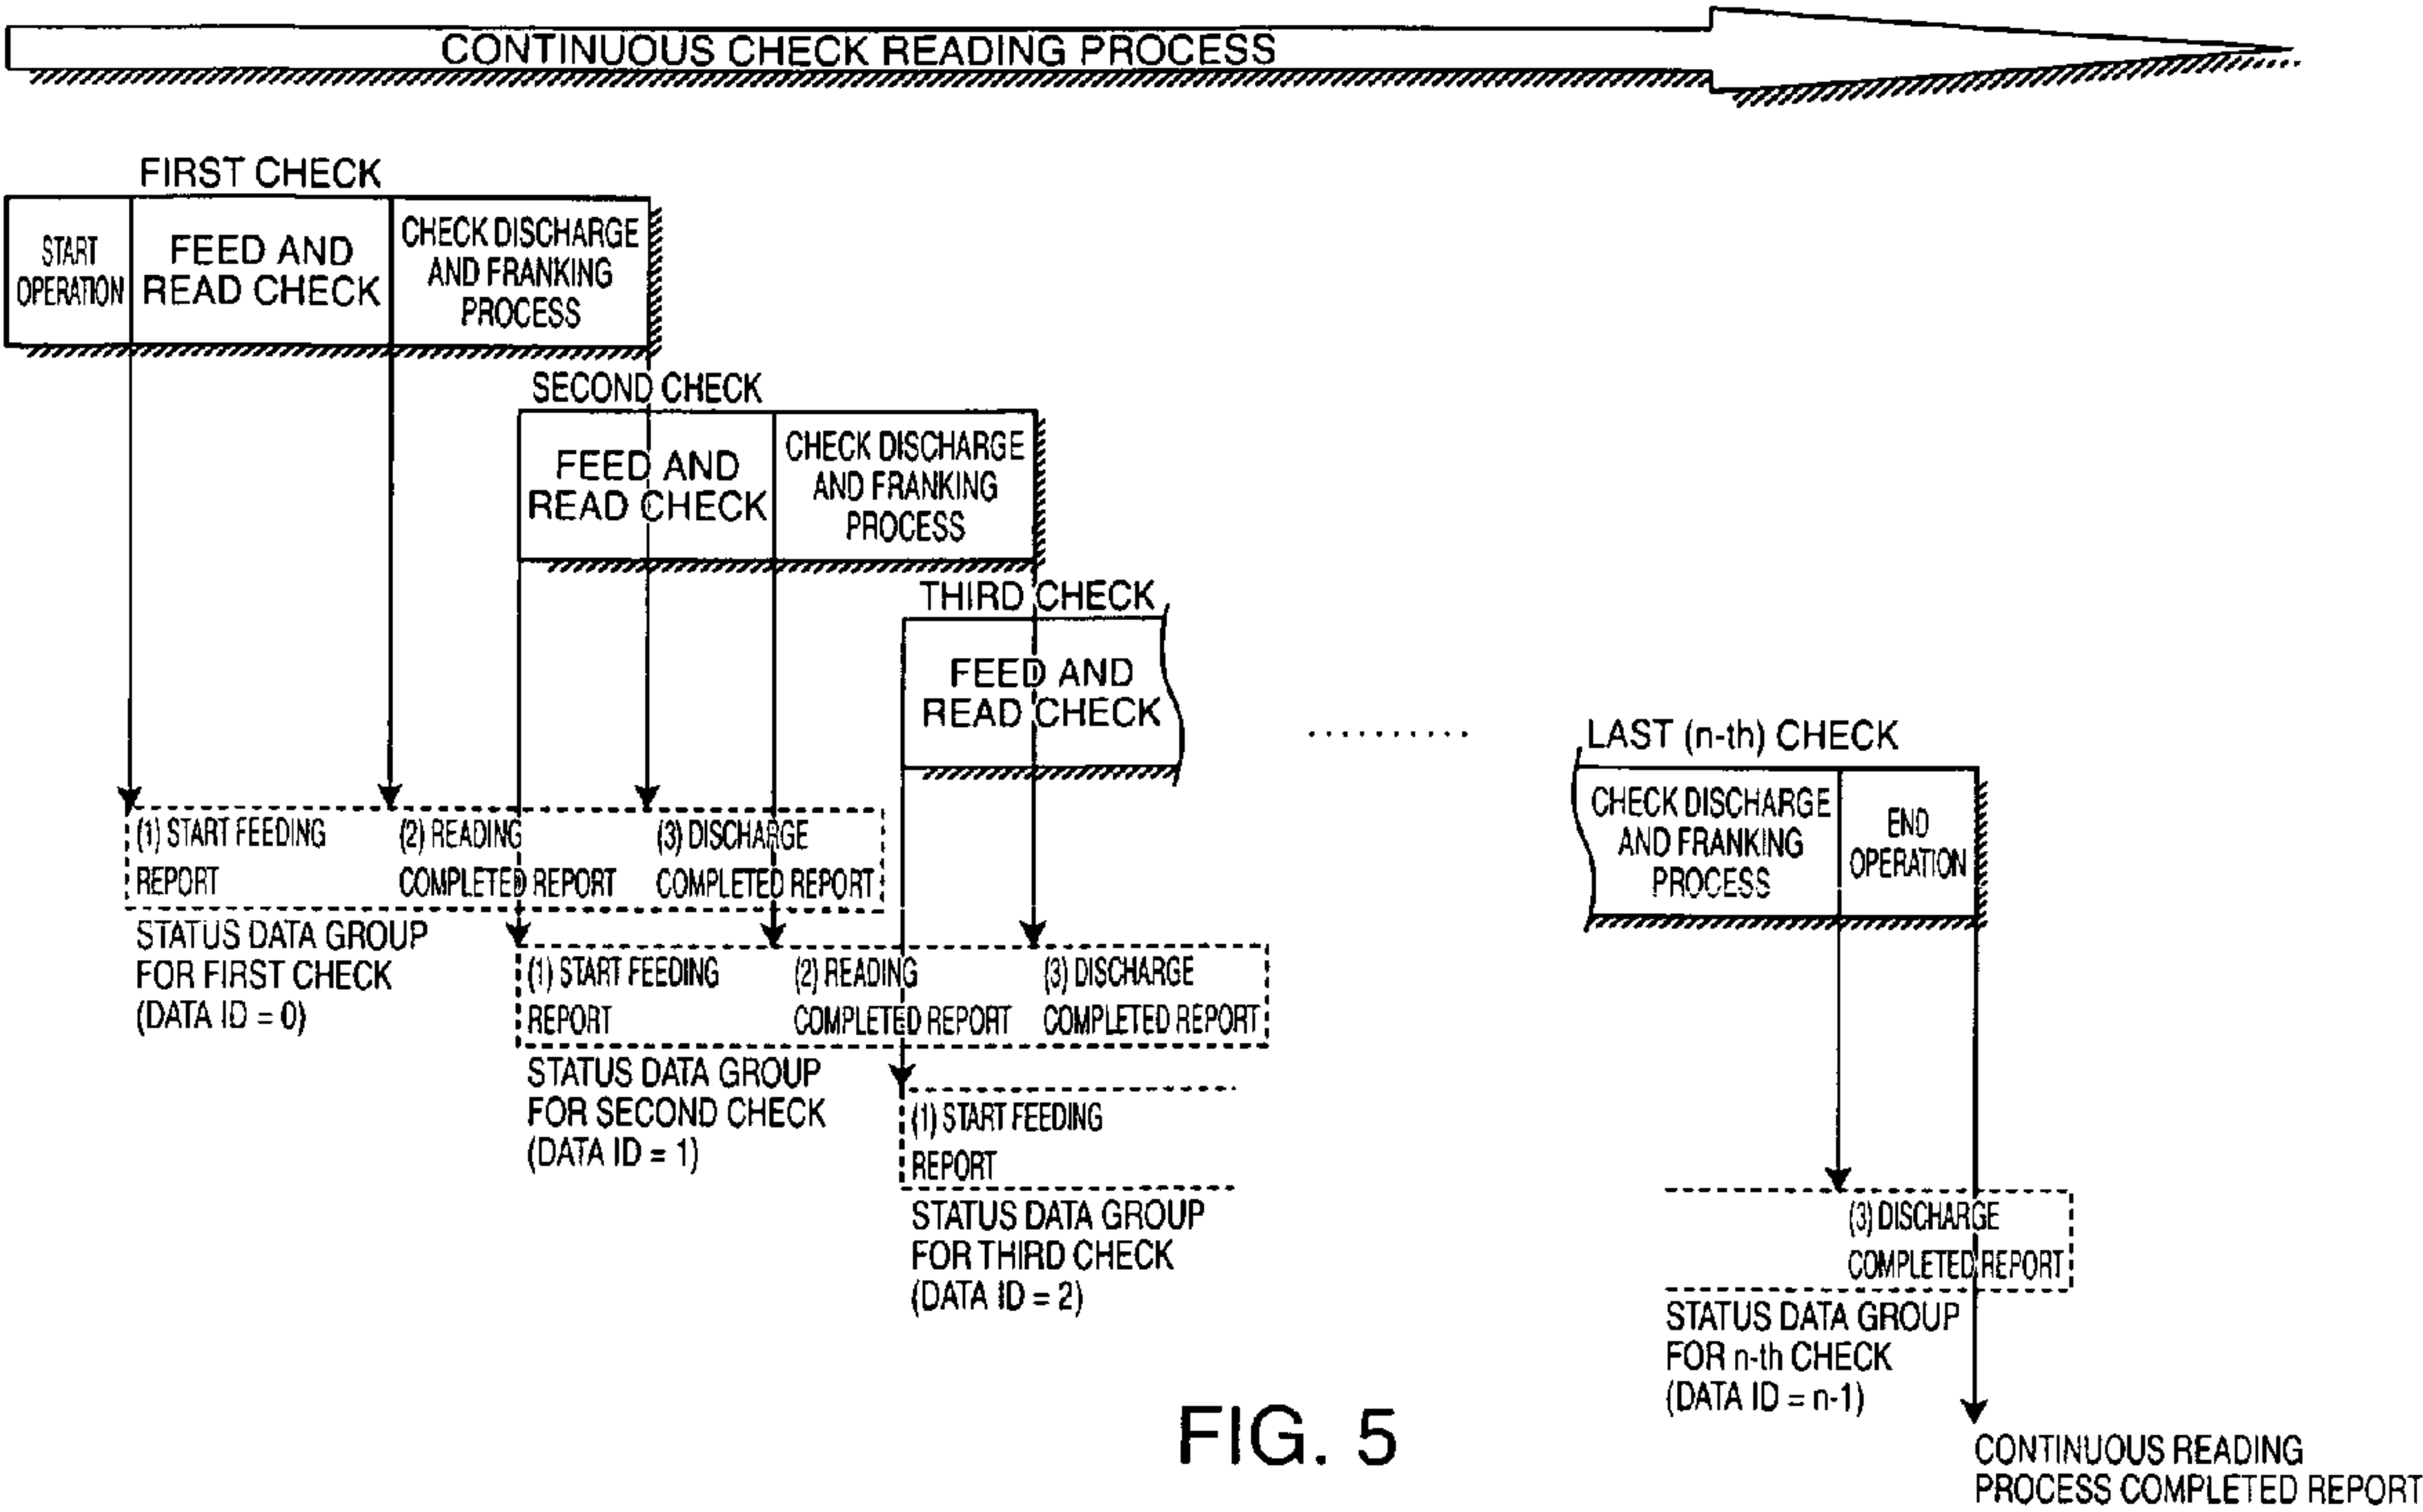 CONTINUOUS CHECK READING PROCESS
FIRST CHECK
START
OPERATION
FEED AND
READ CHECK
CHECK DISCHARGE
AND FRANKING
PROCESS
SECOND CHECK
FEED AND
READ CHECK
CHECK DISCHARGE
AND FRANKING
PROCESS
THIRD CHECK
FEED AND
READ CHECK
.........
LAST (n-th) CHECK
CHECK DISCHARGE
AND FRANKING
PROCESS
END
OPERATION
(1) START FEEDING
REPORT
(2) READING
COMPLETED REPORT
(3) DISCHARGE
COMPLETED REPORT
STATUS DATA GROUP
FOR FIRST CHECK
(DATA ID = 0)
(1) START FEEDING
REPORT
(2) READING
COMPLETED REPORT
(3) DISCHARGE
COMPLETED REPORT
STATUS DATA GROUP
FOR SECOND CHECK
(DATA ID = 1)
(1) START FEEDING
REPORT
STATUS DATA GROUP
FOR THIRD CHECK
(DATA ID = 2)
(3) DISCHARGE
COMPLETED REPORT
STATUS DATA GROUP
FOR n-th CHECK
(DATA ID = n-1)
CONTINUOUS READING
PROCESS COMPLETED REPORT
FIG. 5